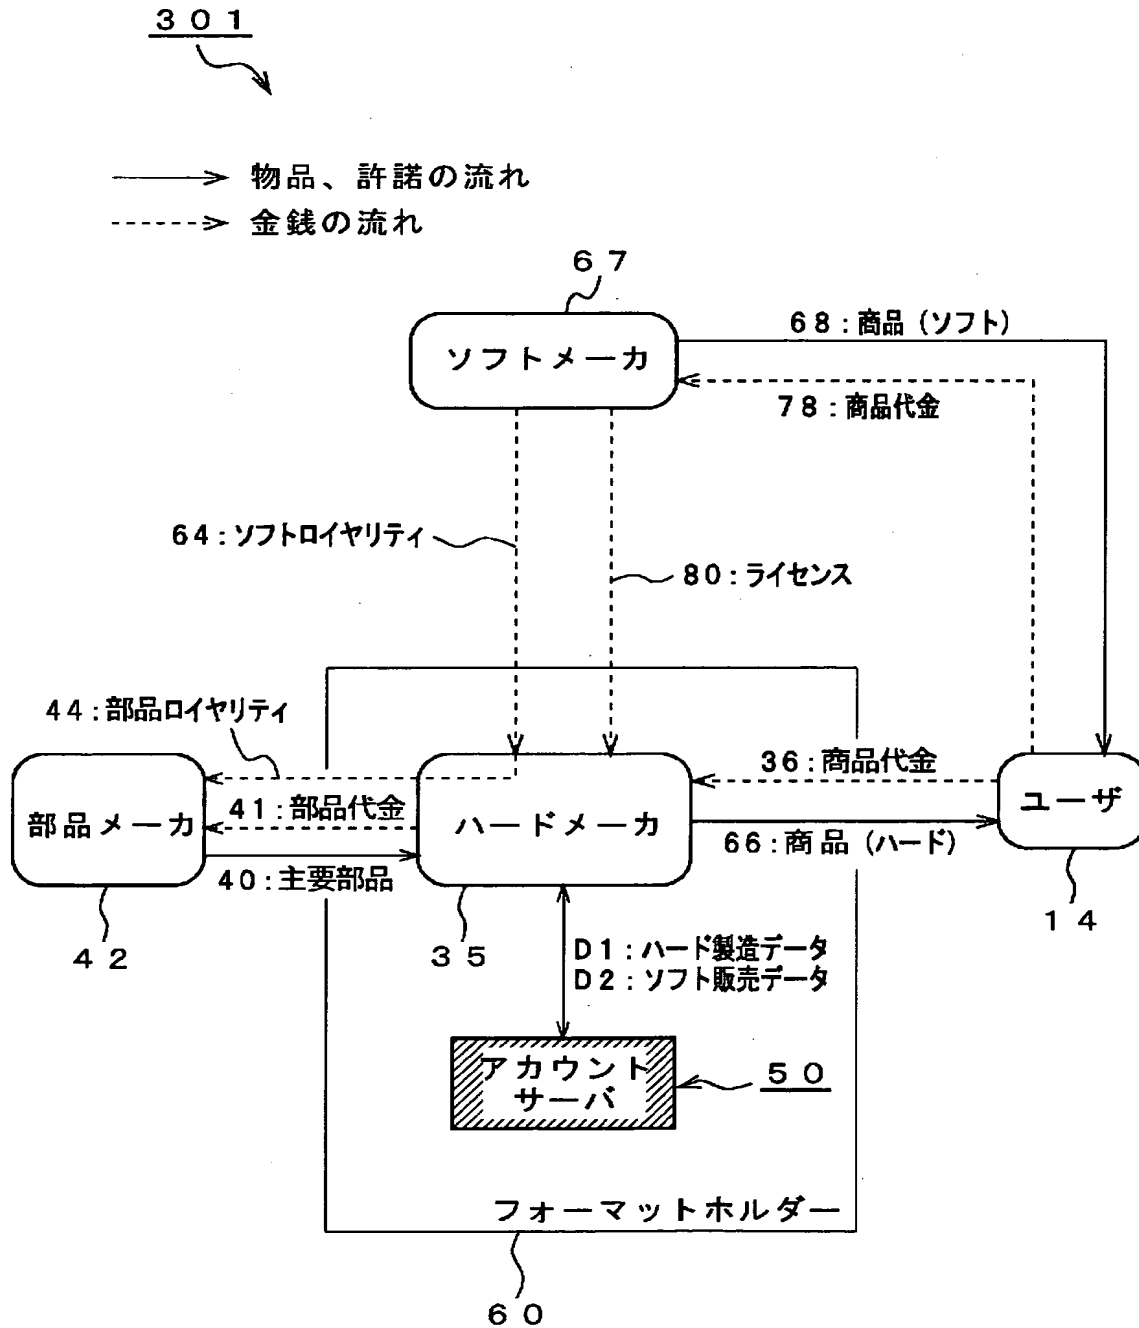 301
物品、許諾の流れ
金銭の流れ
67
ソフトメーカ
68:商品(ソフト)
78:商品代金
64:ソフトロイヤリティ
80:ライセンス
44:部品ロイヤリティ
36:商品代金
部品メーカ
41:部品代金
ハードメーカ
ユーザ
66:商品(ハード)
40:主要部品
42
35
14
D1:ハード製造データ
D2:ソフト販売データ
アカウント
サーバ
50
フォーマットホルダー
60